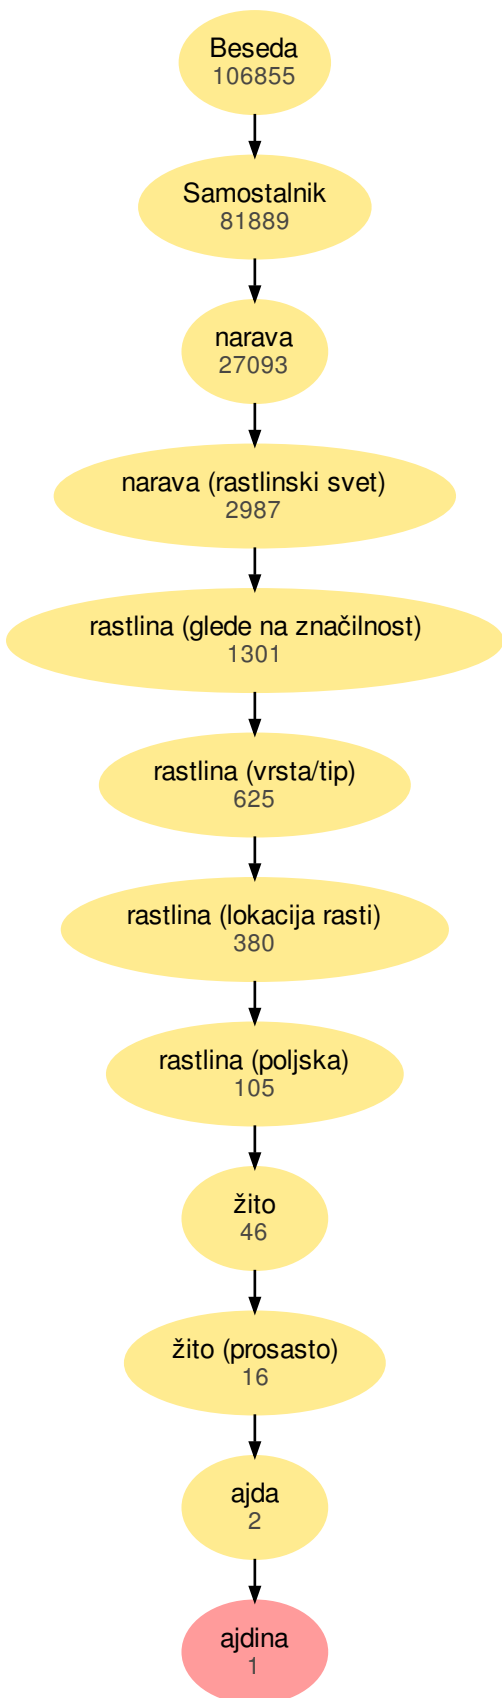 Beseda
106855
Samostalnik
81889
narava
27093
narava (rastlinski svet)
2987
rastlina (glede na značilnost)
1301
rastlina (vrsta/tip)
625
rastlina (lokacija rasti)
380
rastlina (poljska)
105
žito
46
žito (prosasto)
16
ajda
2
ajdina
1